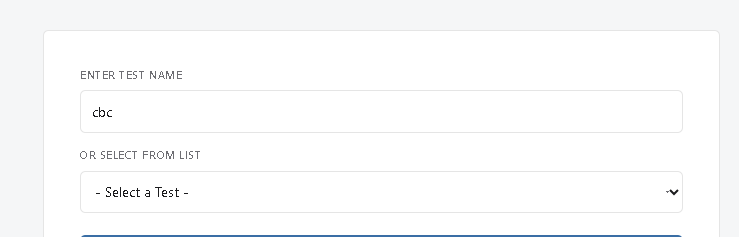 ENTER TEST NAME
cbc
OR SELECT FROM LIST
- Select a Test -